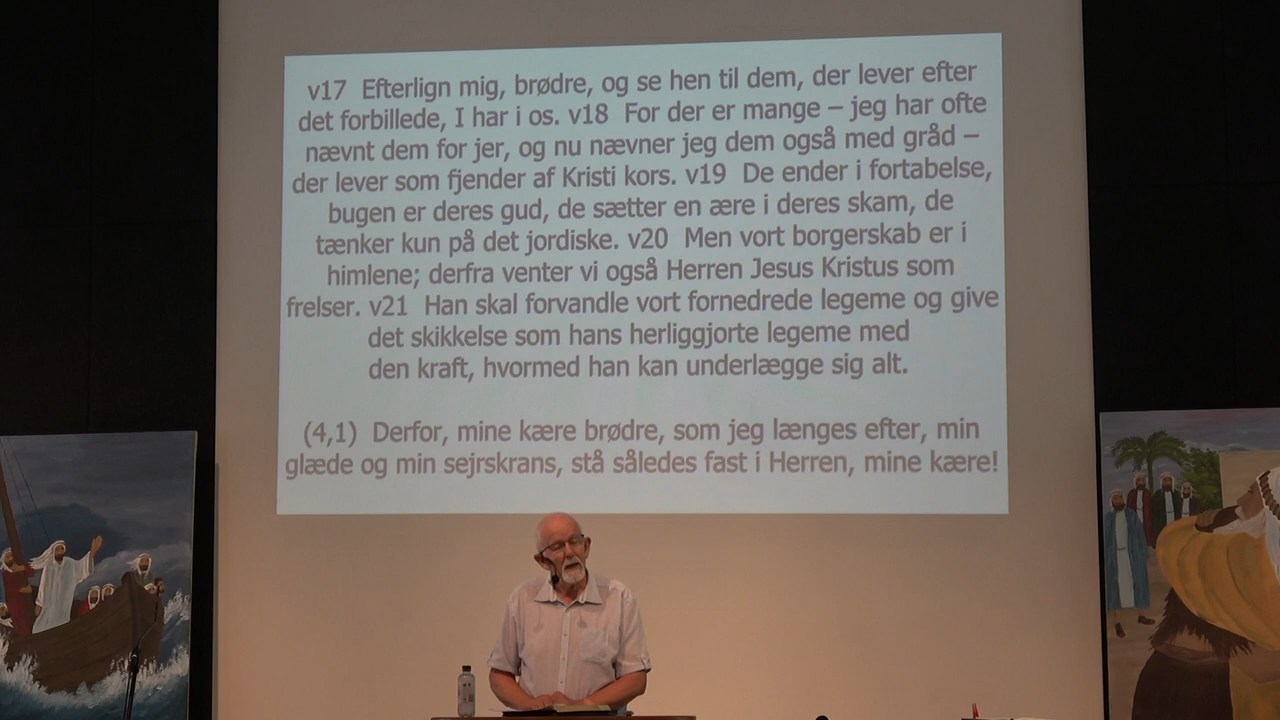 v17 Efterlign mig, brødre, og se hen til dem, der lever efter
det forbillede, I har i os. v18 For der er mange – jeg har ofte
nævnt dem for jer, og nu nævner jeg dem også med gråd –
der lever som fjender af Kristi kors. v19 De ender i fortabelse,
bugen er deres gud, de sætter en ære i deres skam, de
tænker kun på det jordiske. v20 Men vort borgerskab er i
himlene; derfra venter vi også Herren Jesus Kristus som
frelser. v21 Han skal forvandle vort fornedrede legeme og give
det skikkelse som hans herliggjorte legeme med
den kraft, hvormed han kan underlægge sig alt.
(4,1) Derfor, mine kære brødre, som jeg længes efter, min
glæde og min sejrskrans, stå således fast i Herren, mine kære!